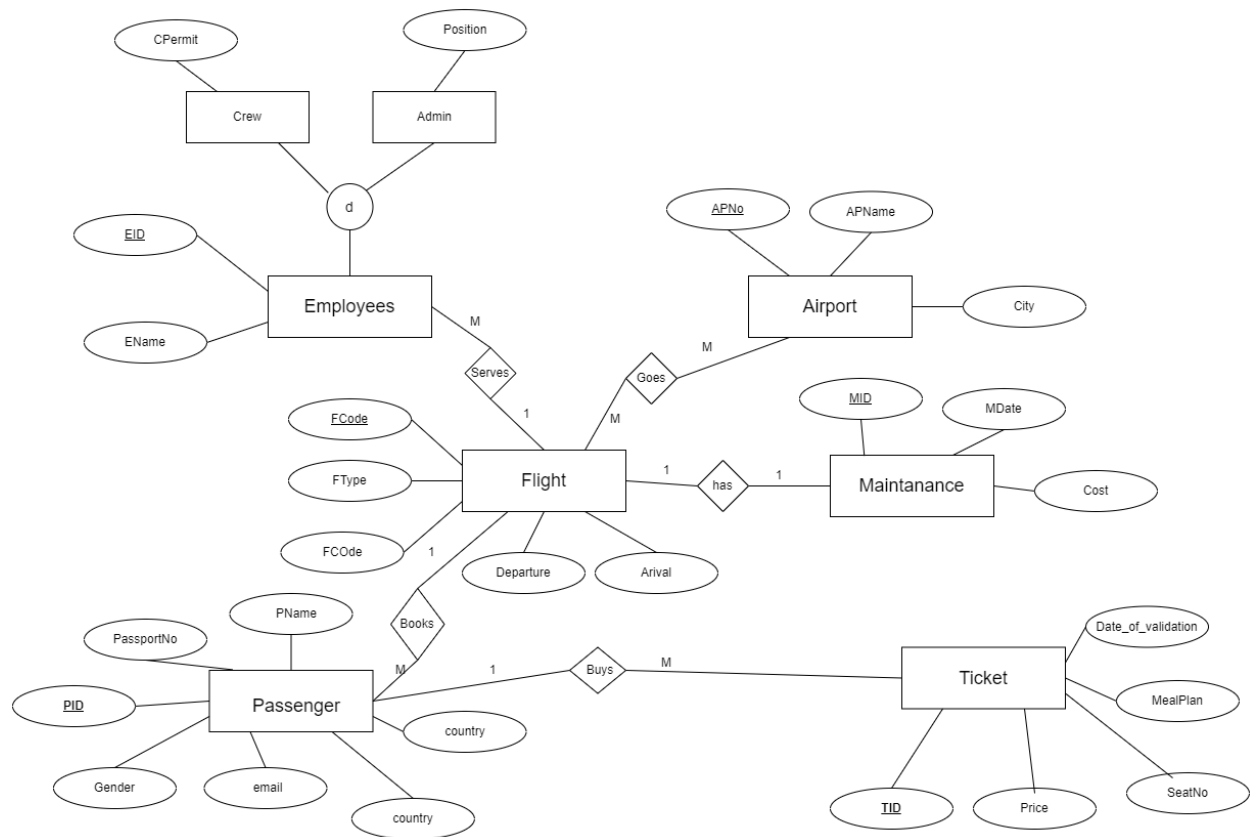 CPermit
Position
Crew
Admin
d
EID
APNo
APName
Employees
Airport
City
EName
M
Serves
1
M
Goes
M
MID
MDate
FCode
FType
FCOde
Flight
1
has
1
Maintanance
Cost
Departure
Arival
1
Books
M
PName
PassportNo
PID
Passenger
1
Buys
M
Ticket
Date_of_validation
MealPlan
SeatNo
country
Gender
email
country
TID
Price